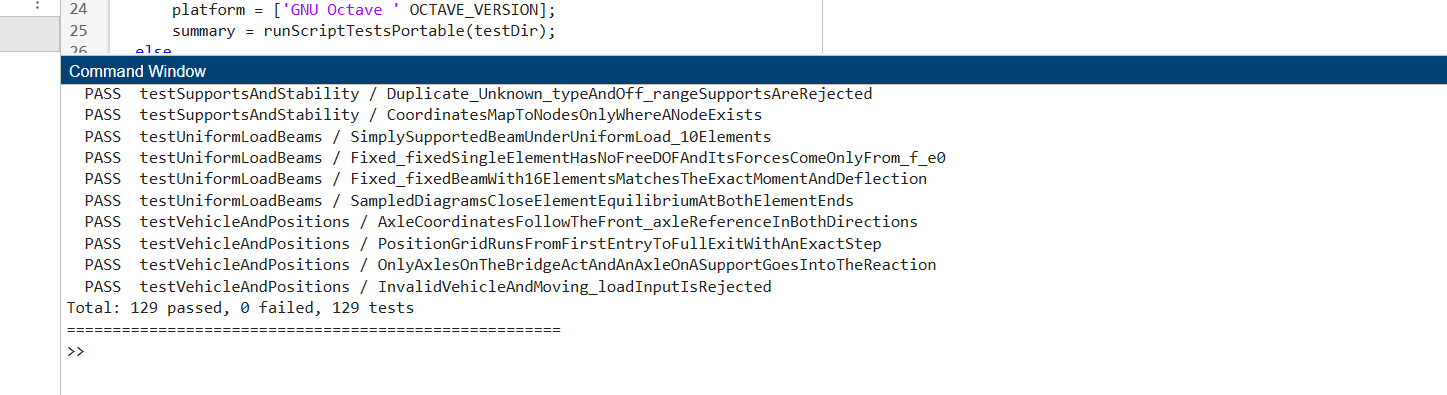 24 platform = ['GNU Octave ' OCTAVE_VERSION];
25 summary = runScriptTestsPortable(testDir);
26 else
Command Window
PASS testSupportsAndStability / Duplicate_Unknown_typeAndOff_rangeSupportsAreRejected
PASS testSupportsAndStability / CoordinatesMapToNodesOnlyWhereANodeExists
PASS testUniformLoadBeams / SimplySupportedBeamUnderUniformLoad_10Elements
PASS testUniformLoadBeams / Fixed_fixedSingleElementHasNoFreeDOFAndItsForcesComeOnlyFrom_f_e0
PASS testUniformLoadBeams / Fixed_fixedBeamWith16ElementsMatchesTheExactMomentAndDeflection
PASS testUniformLoadBeams / SampledDiagramsCloseElementEquilibriumAtBothElementEnds
PASS testVehicleAndPositions / AxleCoordinatesFollowTheFront_axleReferenceInBothDirections
PASS testVehicleAndPositions / PositionGridRunsFromFirstEntryToFullExitWithAnExactStep
PASS testVehicleAndPositions / OnlyAxlesOnTheBridgeActAndAnAxleOnASupportGoesIntoTheReaction
PASS testVehicleAndPositions / InvalidVehicleAndMoving_loadInputIsRejected
Total: 129 passed, 0 failed, 129 tests
======================================================
>>